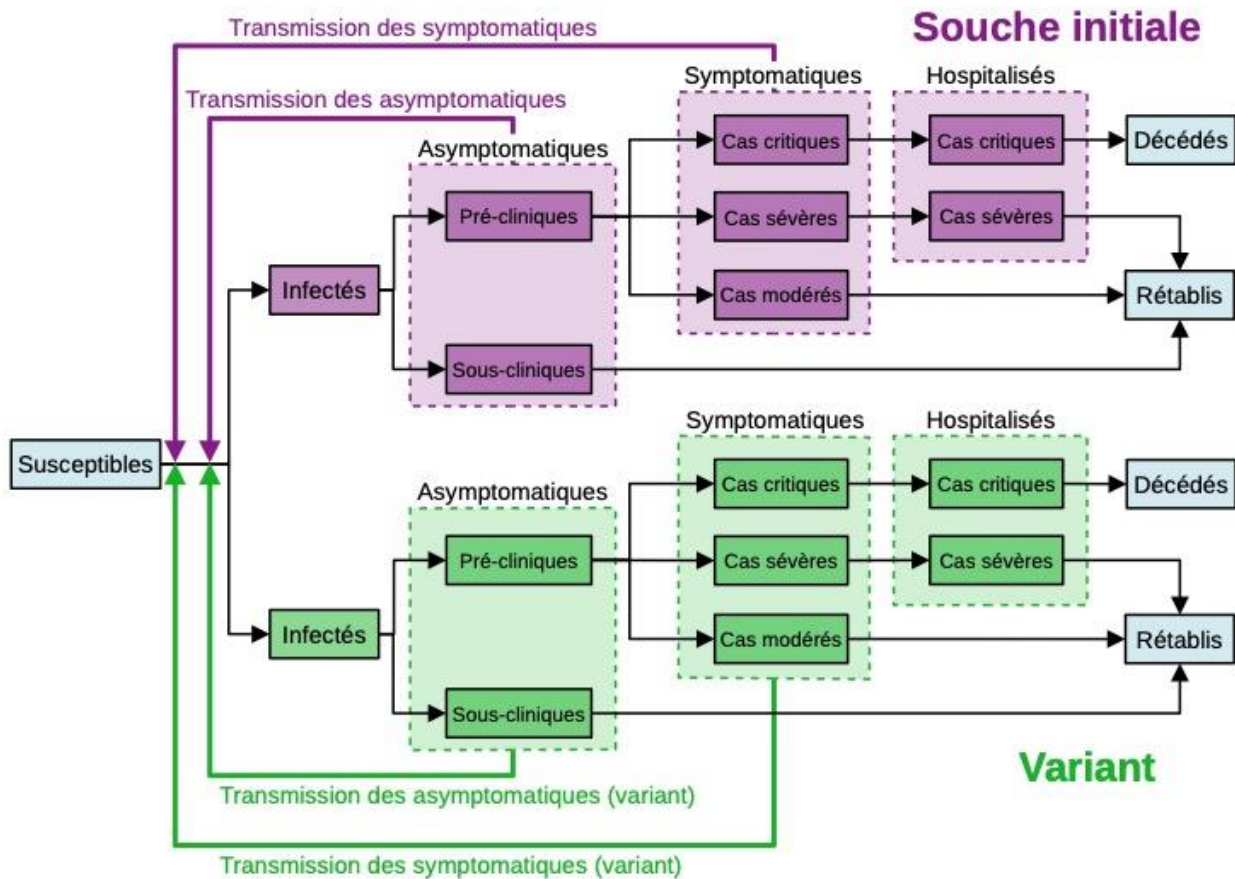 Souche initiale
Transmission des symptomatiques
Transmission des asymptomatiques
Symptomatiques
Hospitalisés
Asymptomatiques
Cas critiques
Cas critiques
Décédés
Pré-cliniques
Cas sévères
Cas sévères
Infectés
Cas modérés
Rétablis
Sous-cliniques
Susceptibles
Symptomatiques
Hospitalisés
Asymptomatiques
Cas critiques
Cas critiques
Décédés
Pré-cliniques
Cas sévères
Cas sévères
Infectés
Cas modérés
Rétablis
Sous-cliniques
Variant
Transmission des asymptomatiques (variant)
Transmission des symptomatiques (variant)